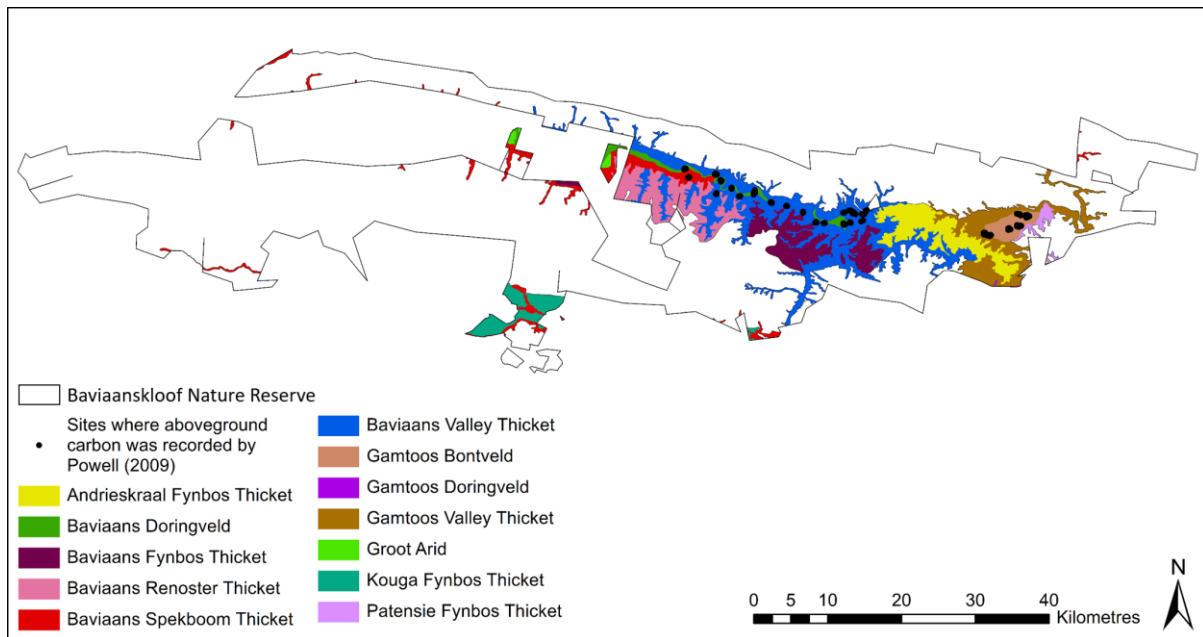 Baviaanskloof Nature Reserve
Sites where aboveground
carbon was recorded by
Powell (2009)
Andrieskraal Fynbos Thicket
Baviaans Doringveld
Baviaans Fynbos Thicket
Baviaans Renoster Thicket
Baviaans Spekboom Thicket
Baviaans Valley Thicket
Gamtoos Bontveld
Gamtoos Doringveld
Gamtoos Valley Thicket
Groot Arid
Kouga Fynbos Thicket
Patensie Fynbos Thicket
N
0 5 10 20 30 40
Kilometres